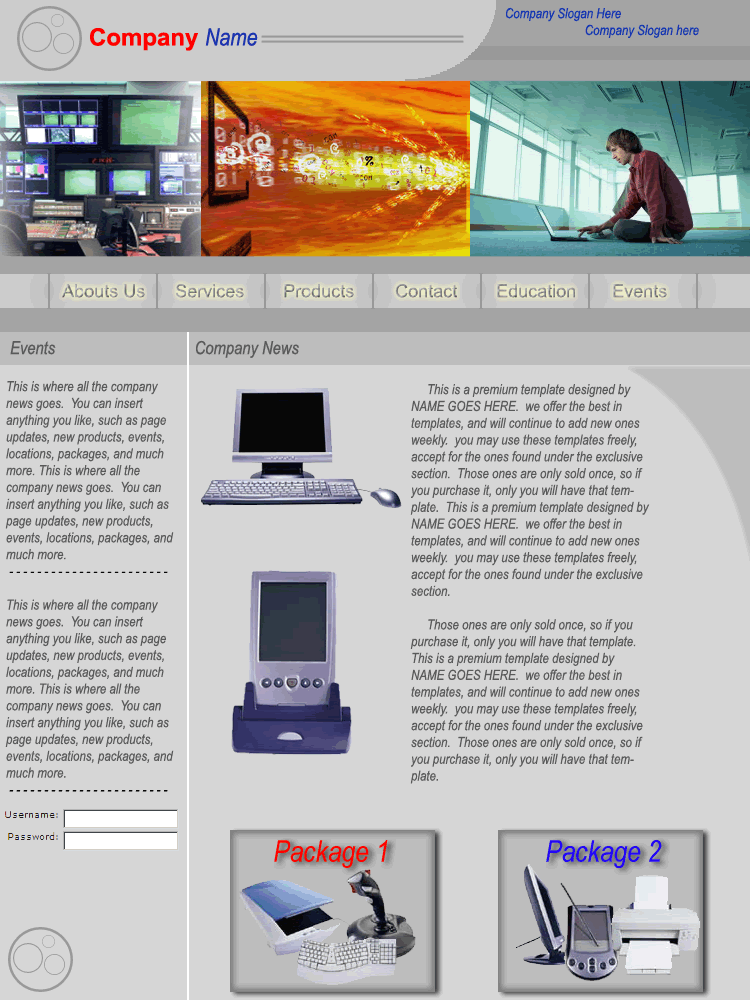 Company Name
Company Slogan Here
Company Slogan here
Abouts Us
Services
Products
Contact
Education
Events
Events
This is where all the company
news goes. You can insert
anything you like, such as page
updates, new products, events,
locations, packages, and much
more. This is where all the
company news goes. You can
insert anything you like, such as
page updates, new products,
events, locations, packages, and
much more.
This is where all the company
news goes. You can insert
anything you like, such as page
updates, new products, events,
locations, packages, and much
more. This is where all the
company news goes. You can
insert anything you like, such as
page updates, new products,
events, locations, packages, and
much more.
Username:
Password:
Company News
This is a premium template designed by
NAME GOES HERE. we offer the best in
templates, and will continue to add new ones
weekly. you may use these templates freely,
accept for the ones found under the exclusive
section. Those ones are only sold once, so if
you purchase it, only you will have that tem-
plate. This is a premium template designed by
NAME GOES HERE. we offer the best in
templates, and will continue to add new ones
weekly. you may use these templates freely,
accept for the ones found under the exclusive
section.
Those ones are only sold once, so if you
purchase it, only you will have that template.
This is a premium template designed by
NAME GOES HERE. we offer the best in
templates, and will continue to add new ones
weekly. you may use these templates freely,
accept for the ones found under the exclusive
section. Those ones are only sold once, so if
you purchase it, only you will have that tem-
plate.
Package 1
Package 2